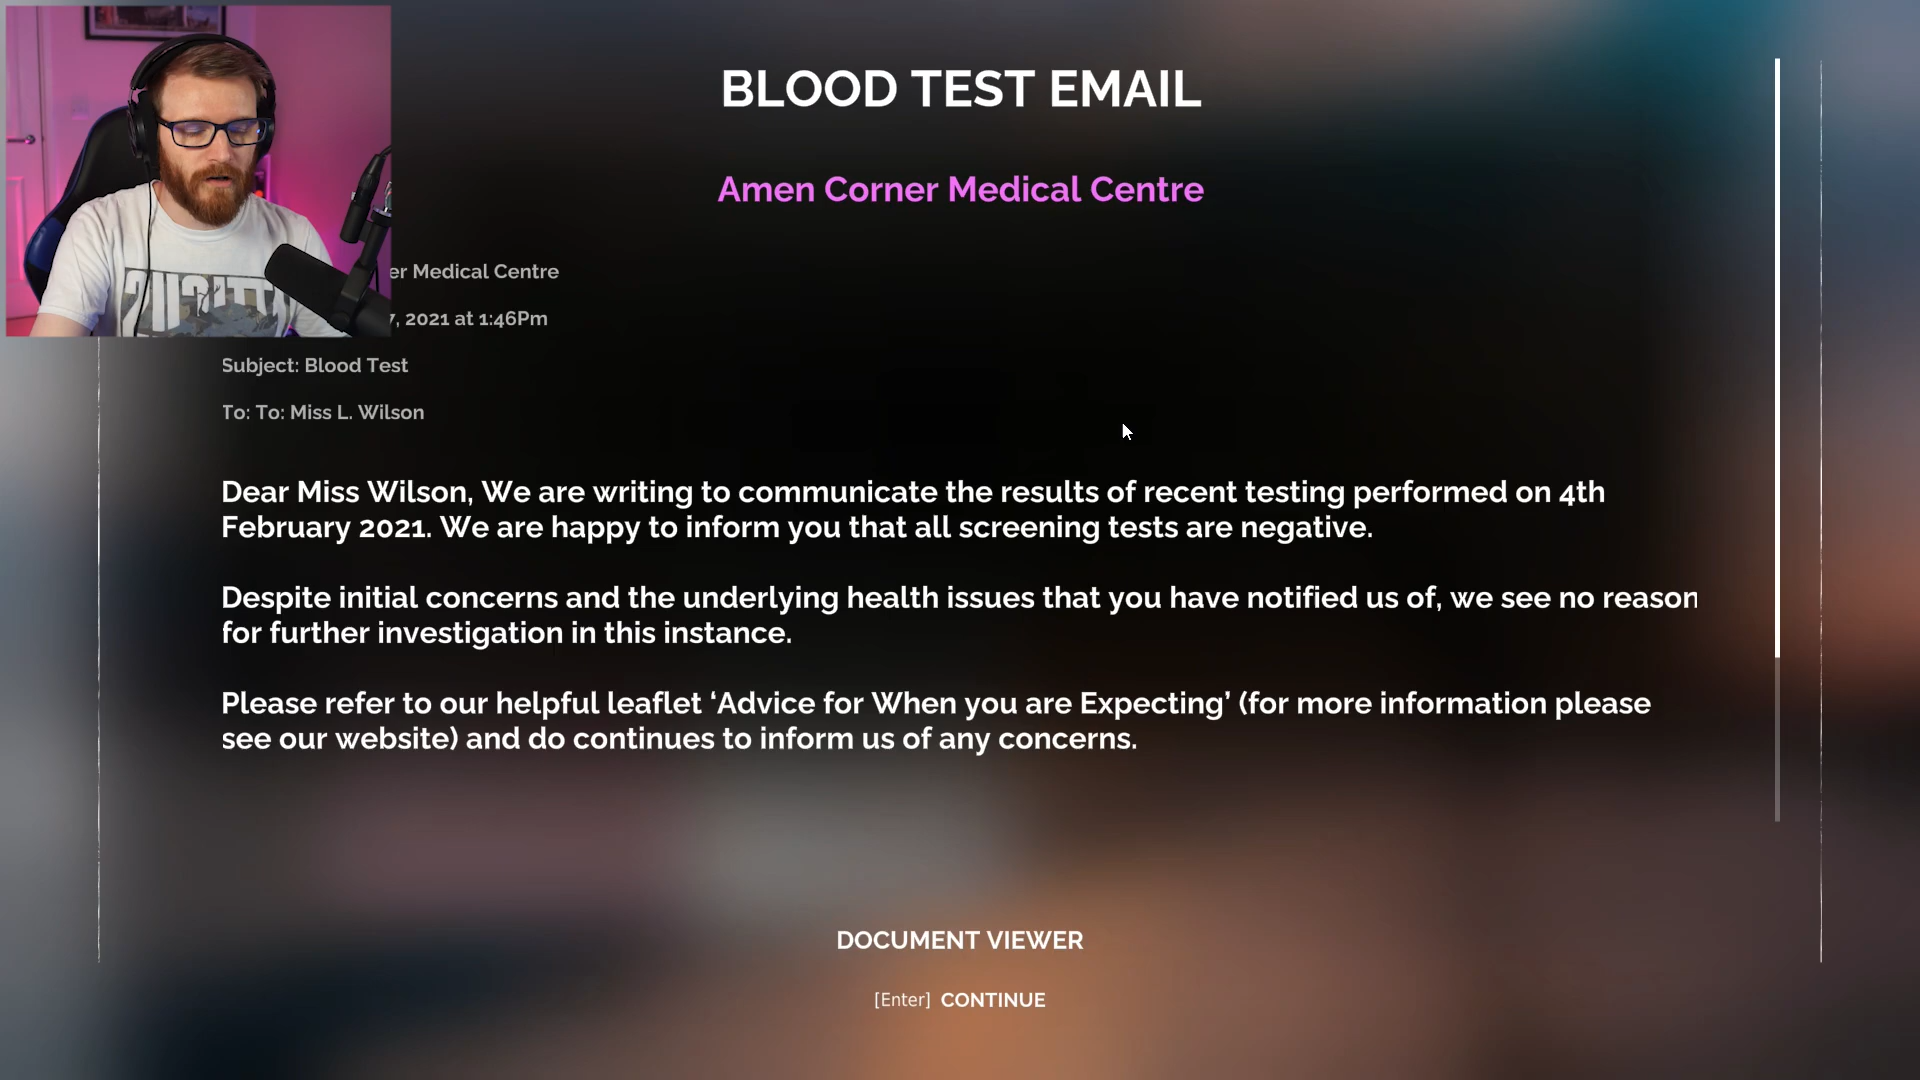 BLOOD TEST EMAIL
Amen Corner Medical Centre
er Medical Centre
7, 2021 at 1:46Pm
Subject: Blood Test
To: To: Miss L. Wilson
Dear Miss Wilson, We are writing to communicate the results of recent testing performed on 4th
February 2021. We are happy to inform you that all screening tests are negative.
Despite initial concerns and the underlying health issues that you have notified us of, we see no reason
for further investigation in this instance.
Please refer to our helpful leaflet ‘Advice for When you are Expecting’ (for more information please
see our website) and do continues to inform us of any concerns.
DOCUMENT VIEWER
[Enter] CONTINUE